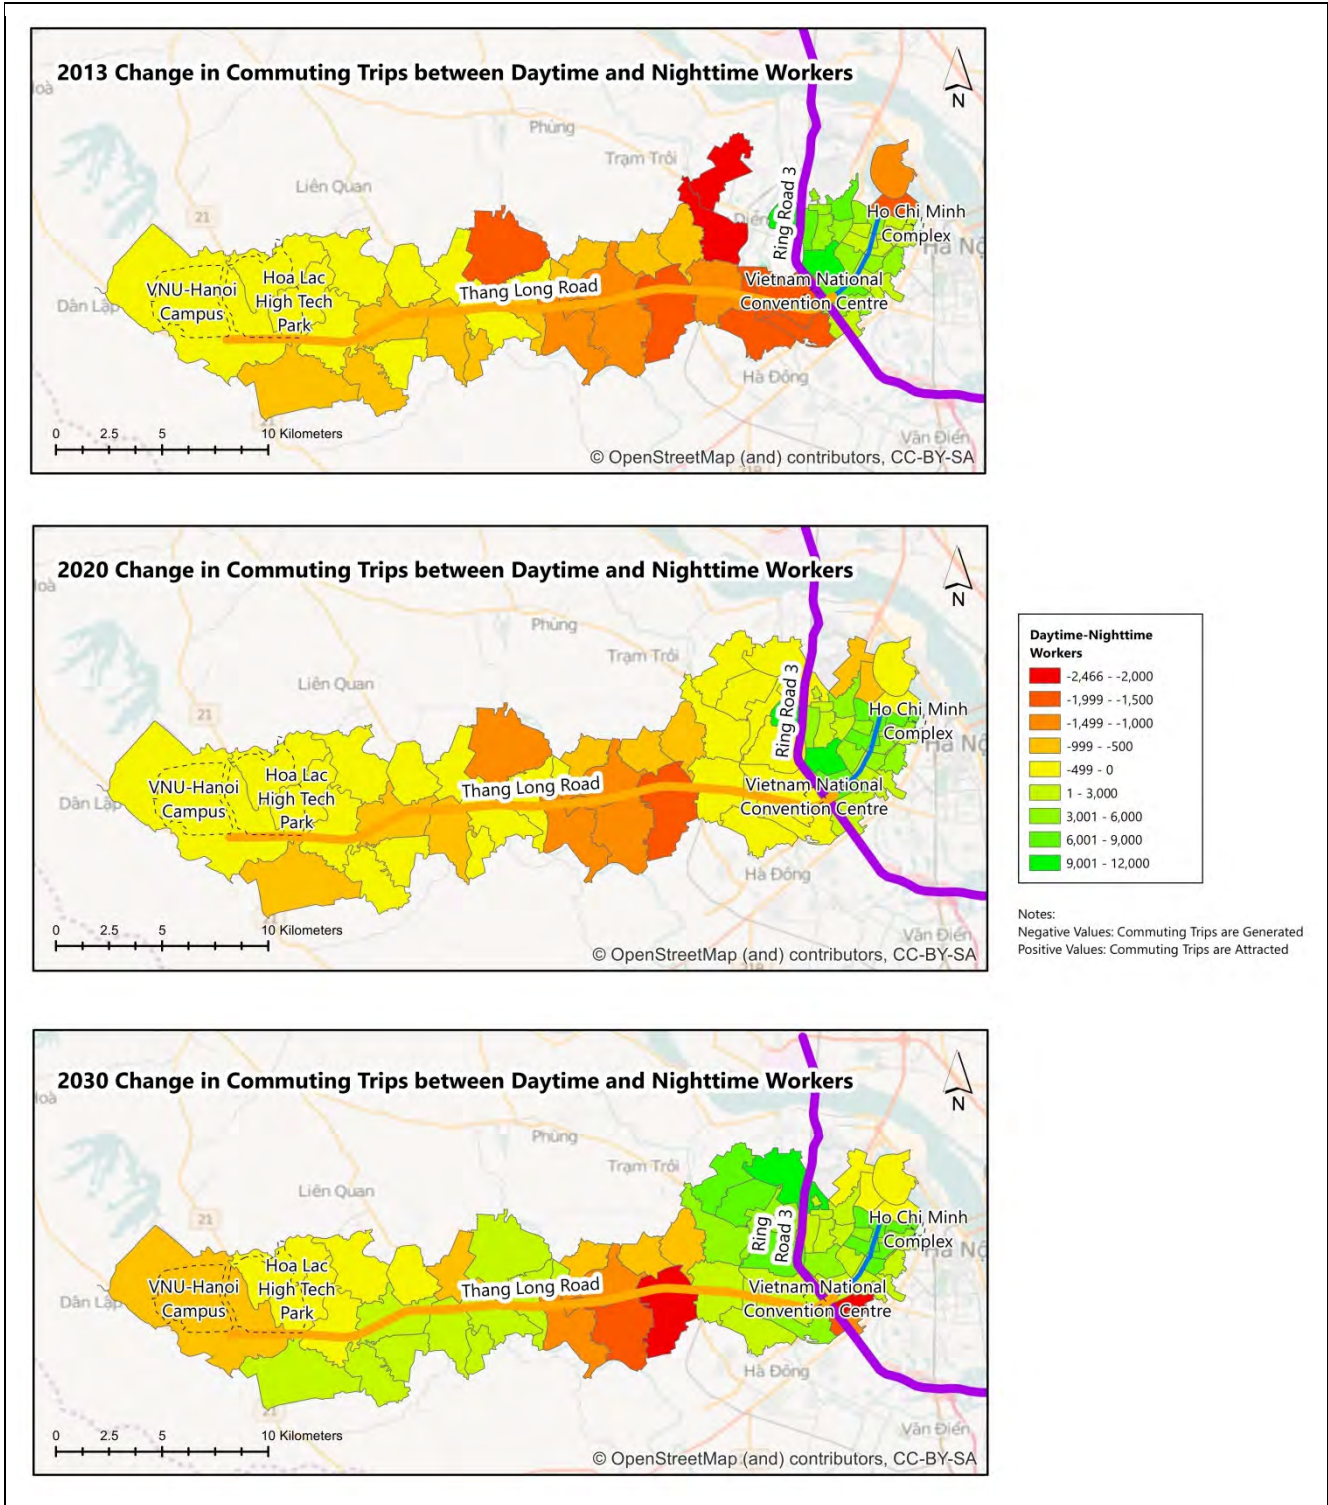 2013 Change in Commuting Trips between Daytime and Nighttime Workers
N
Phùng
Trạm Trôi
Liên Quan
21
Ring Road 3
Ho Chi Minh
Complex
Hoa Lac
High Tech
Park
VNU-Hanoi
Campus
Dân Lập
Thang Long Road
Vietnam National
Convention Centre
Hà Đông
0 2.5 5 10 Kilometers
Văn Điển
© OpenStreetMap (and) contributors, CC-BY-SA
2020 Change in Commuting Trips between Daytime and Nighttime Workers
N
Phùng
Trạm Trôi
Liên Quan
21
Ring Road 3
Ho Chi Minh
Complex
Hoa Lac
High Tech
Park
VNU-Hanoi
Campus
Dân Lập
Thang Long Road
Vietnam National
Convention Centre
Hà Đông
0 2.5 5 10 Kilometers
Văn Điển
© OpenStreetMap (and) contributors, CC-BY-SA
Daytime-Nighttime
Workers
-2,466 - -2,000
-1,999 - -1,500
-1,499 - -1,000
-999 - -500
-499 - 0
1 - 3,000
3,001 - 6,000
6,001 - 9,000
9,001 - 12,000
Notes:
Negative Values: Commuting Trips are Generated
Positive Values: Commuting Trips are Attracted
2030 Change in Commuting Trips between Daytime and Nighttime Workers
N
Phùng
Trạm Trôi
Liên Quan
21
Ring
Road 3
Ho Chi Minh
Complex
Hoa Lac
High Tech
Park
VNU-Hanoi
Campus
Dân Lập
Thang Long Road
Vietnam National
Convention Centre
Hà Đông
0 2.5 5 10 Kilometers
Văn Điển
© OpenStreetMap (and) contributors, CC-BY-SA